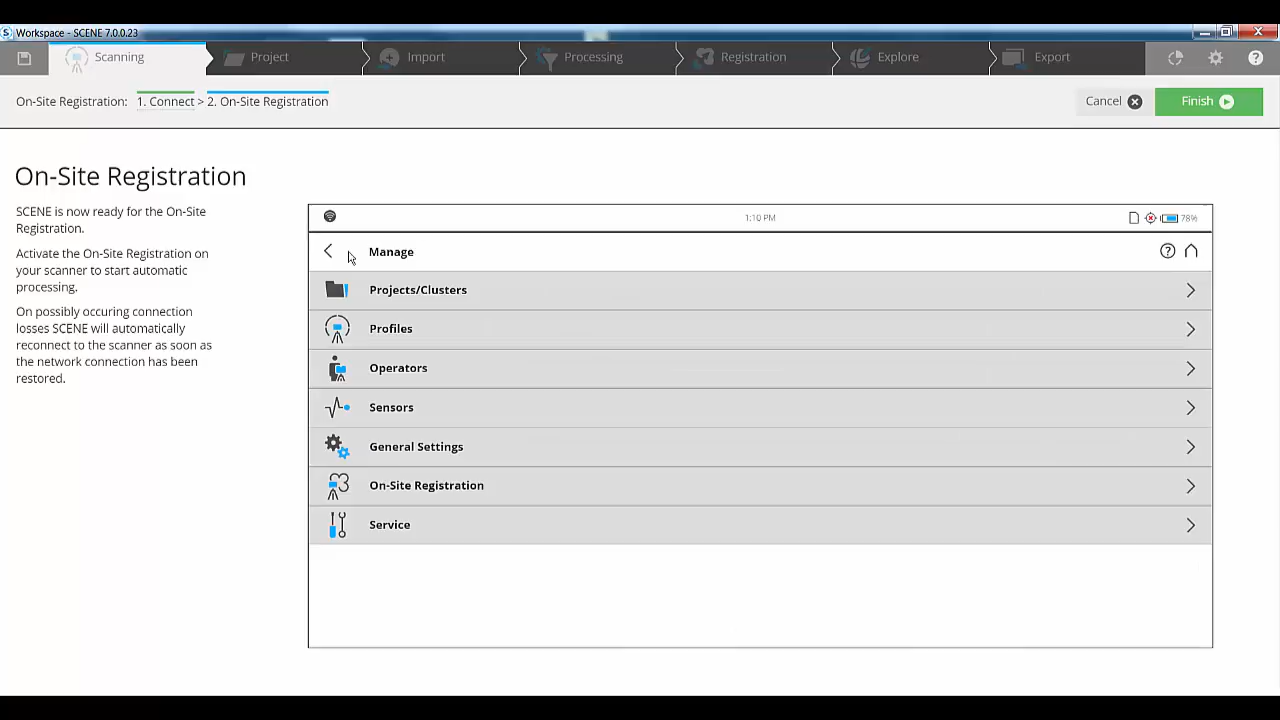 Workspace - SCENE 7.0.0.23
Scanning
Project
Import
Processing
Registration
Explore
Export
On-Site Registration: 1. Connect > 2. On-Site Registration
Cancel
Finish
On-Site Registration
SCENE is now ready for the On-Site
Registration.
Activate the On-Site Registration on
your scanner to start automatic
processing.
On possibly occuring connection
losses SCENE will automatically
reconnect to the scanner as soon as
the network connection has been
restored.
1:10 PM
78%
Manage
Projects/Clusters
Profiles
Operators
Sensors
General Settings
On-Site Registration
Service